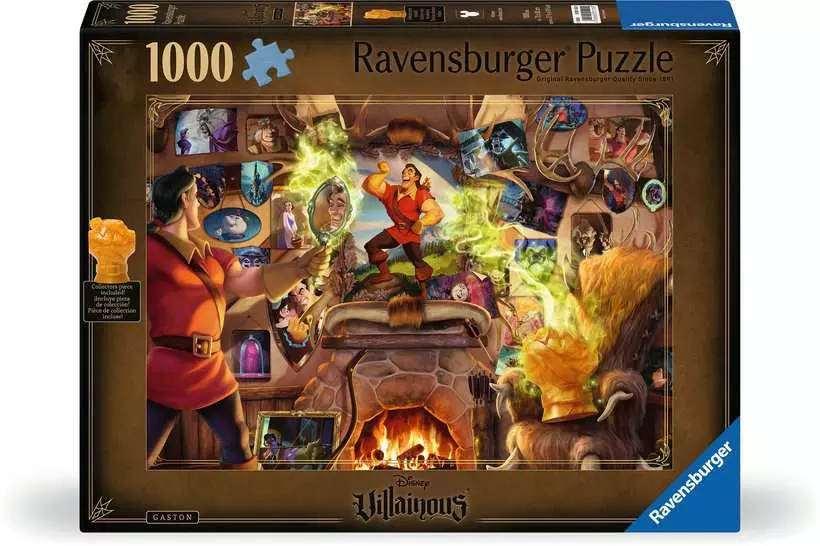 1000
Ravensburger® Puzzle
Original Ravensburger Quality Since 1891
Collectors piece
included!
¡Incluye pieza
de colección!
Pièce de collection
incluse!
Disney
Villainous
GASTON
Ravensburger